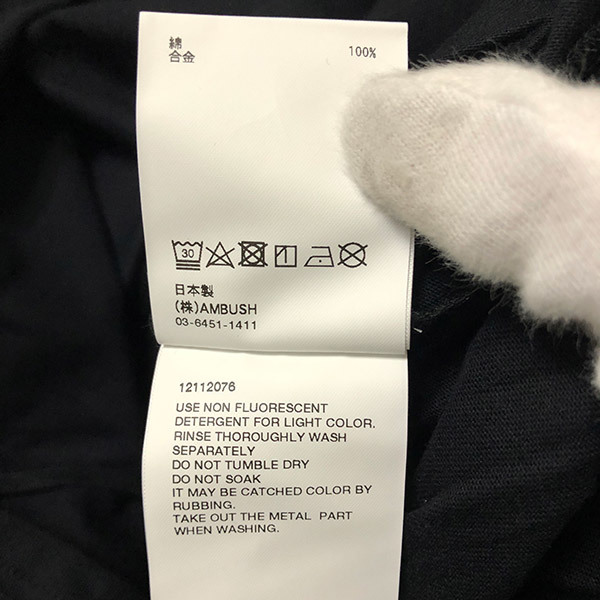 綿 100%
合金
30
日本製
(株)AMBUSH
03-6451-1411
12112076
USE NON FLUORESCENT
DETERGENT FOR LIGHT COLOR.
RINSE THOROUGHLY WASH
SEPARATELY
DO NOT TUMBLE DRY
DO NOT SOAK
IT MAY BE CATCHED COLOR BY
RUBBING.
TAKE OUT THE METAL PART
WHEN WASHING.